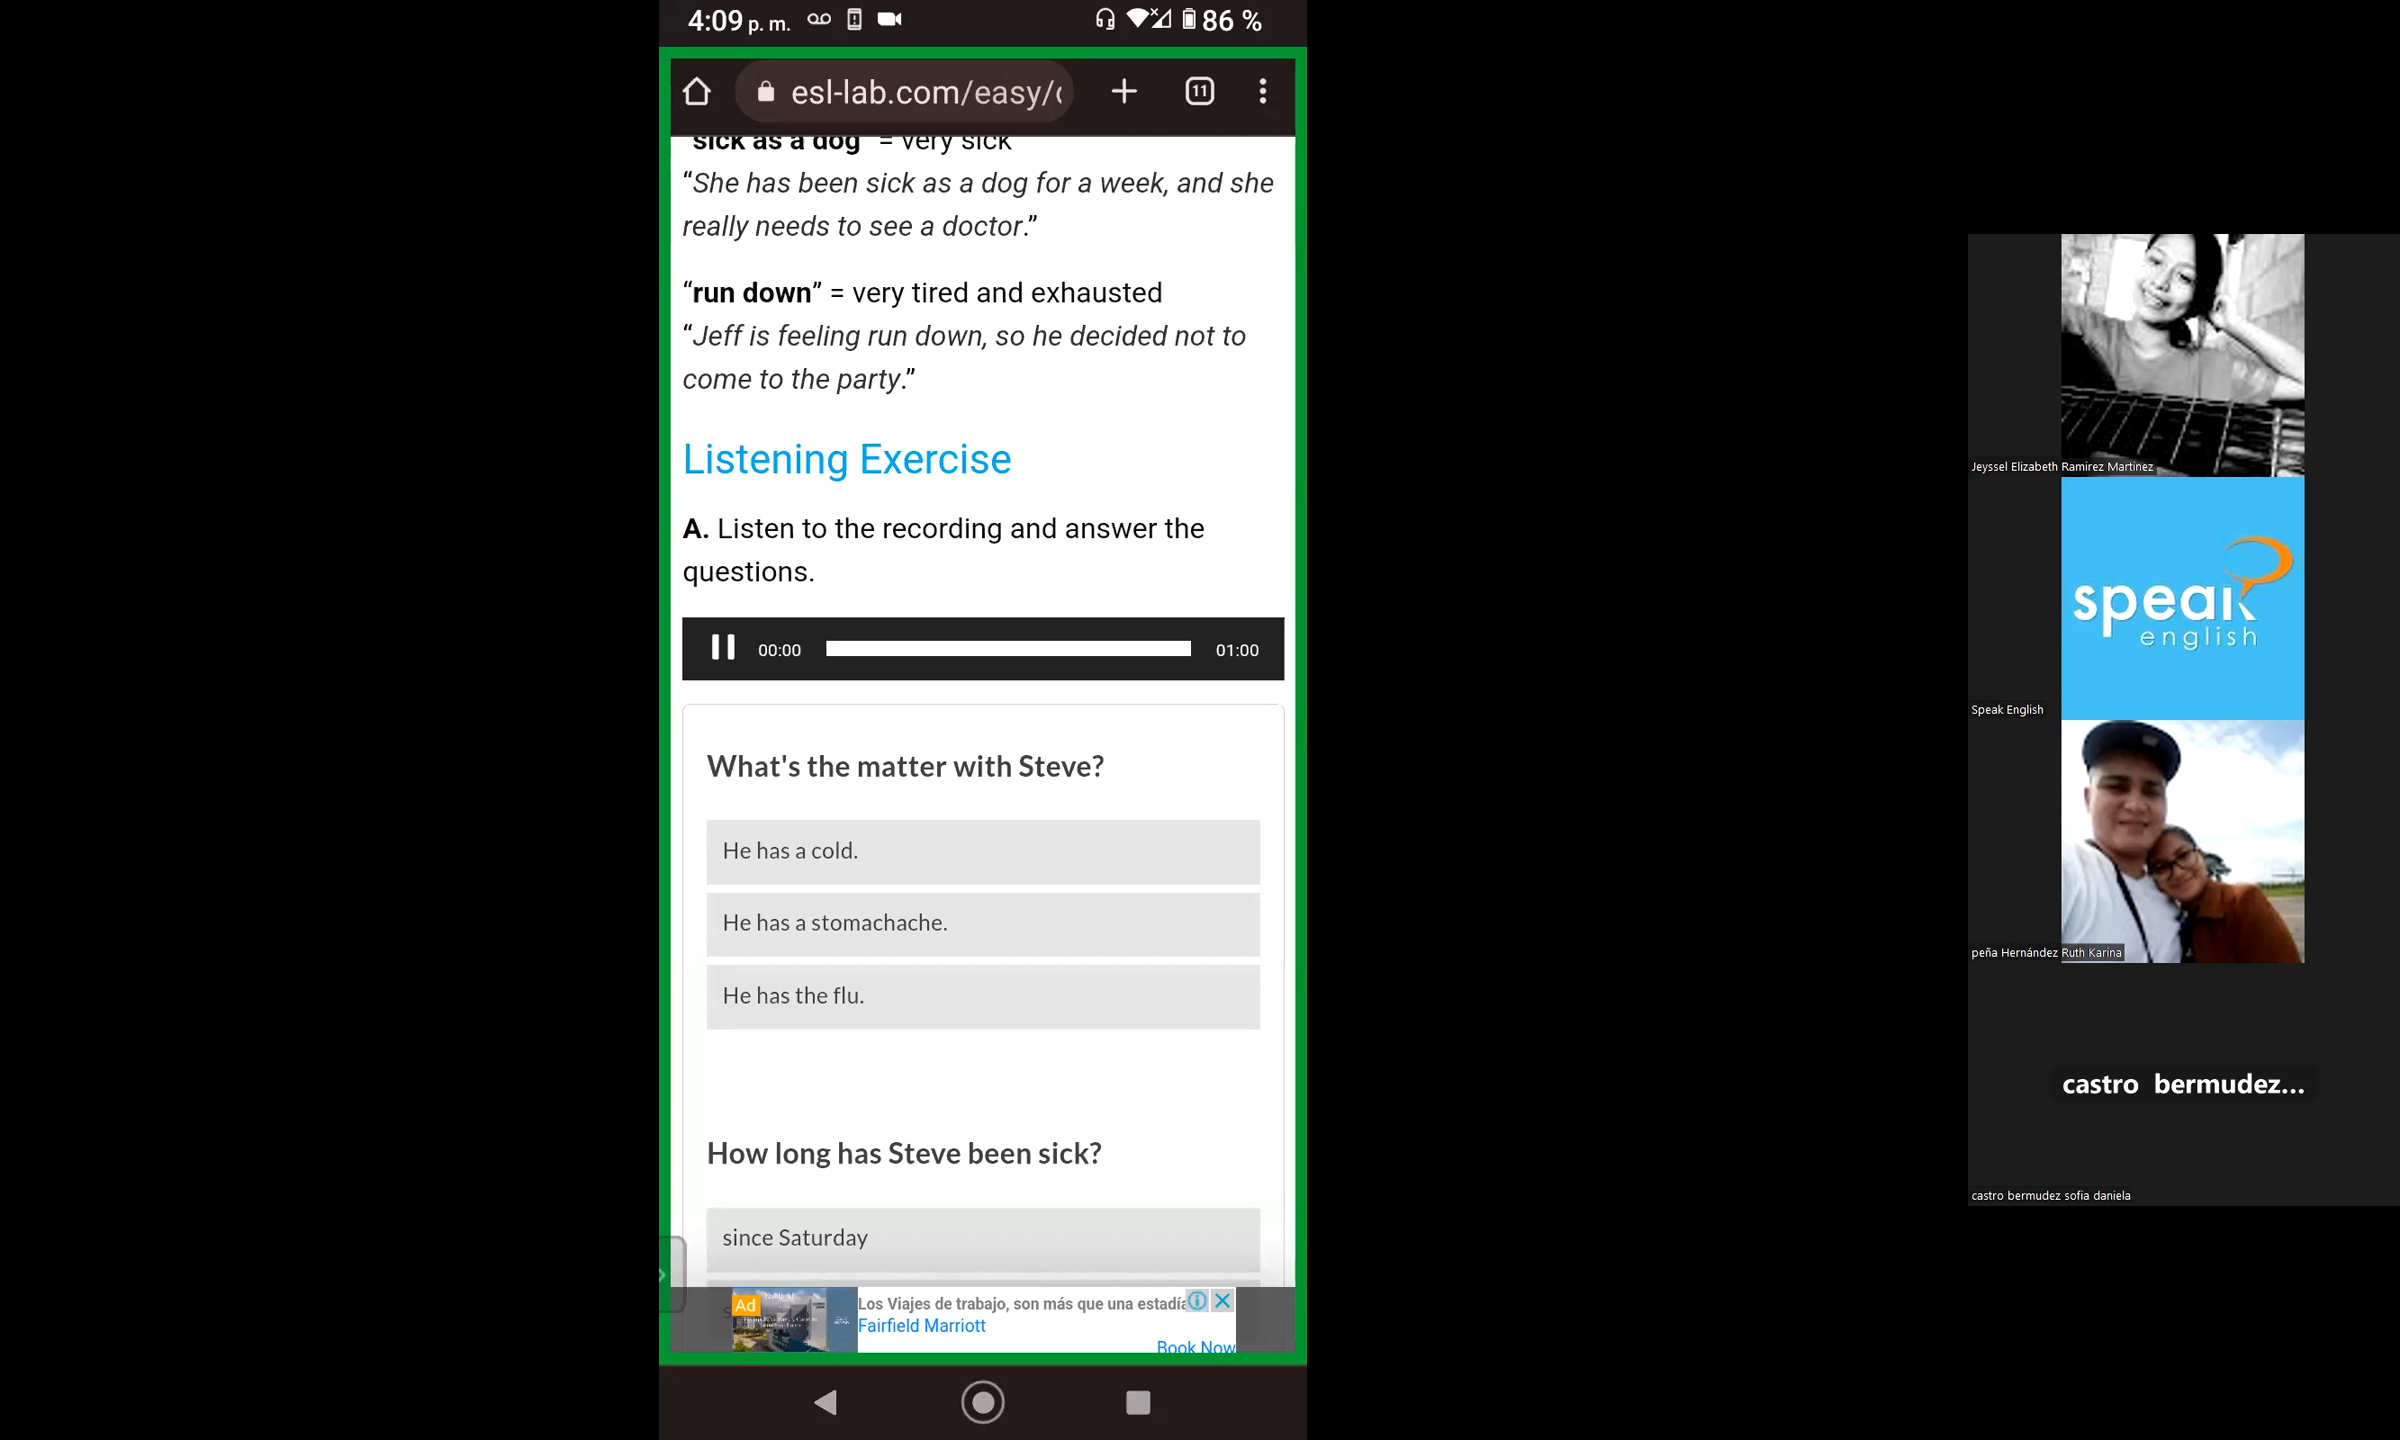 4:09 p. m.
86 %
esl-lab.com/easy/
11
"sick as a dog" = very sick
“She has been sick as a dog for a week, and she
really needs to see a doctor.”
“run down” = very tired and exhausted
“Jeff is feeling run down, so he decided not to
come to the party.”
Listening Exercise
A. Listen to the recording and answer the
questions.
00:00
01:00
What's the matter with Steve?
He has a cold.
He has a stomachache.
He has the flu.
How long has Steve been sick?
since Saturday
Ad
Los Viajes de trabajo, son más que una estadía
Fairfield Marriott
Book Now
Jeyssel Elizabeth Ramirez Martinez
speak
english
Speak English
peña Hernández Ruth Karina
castro bermudez...
castro bermudez sofia daniela